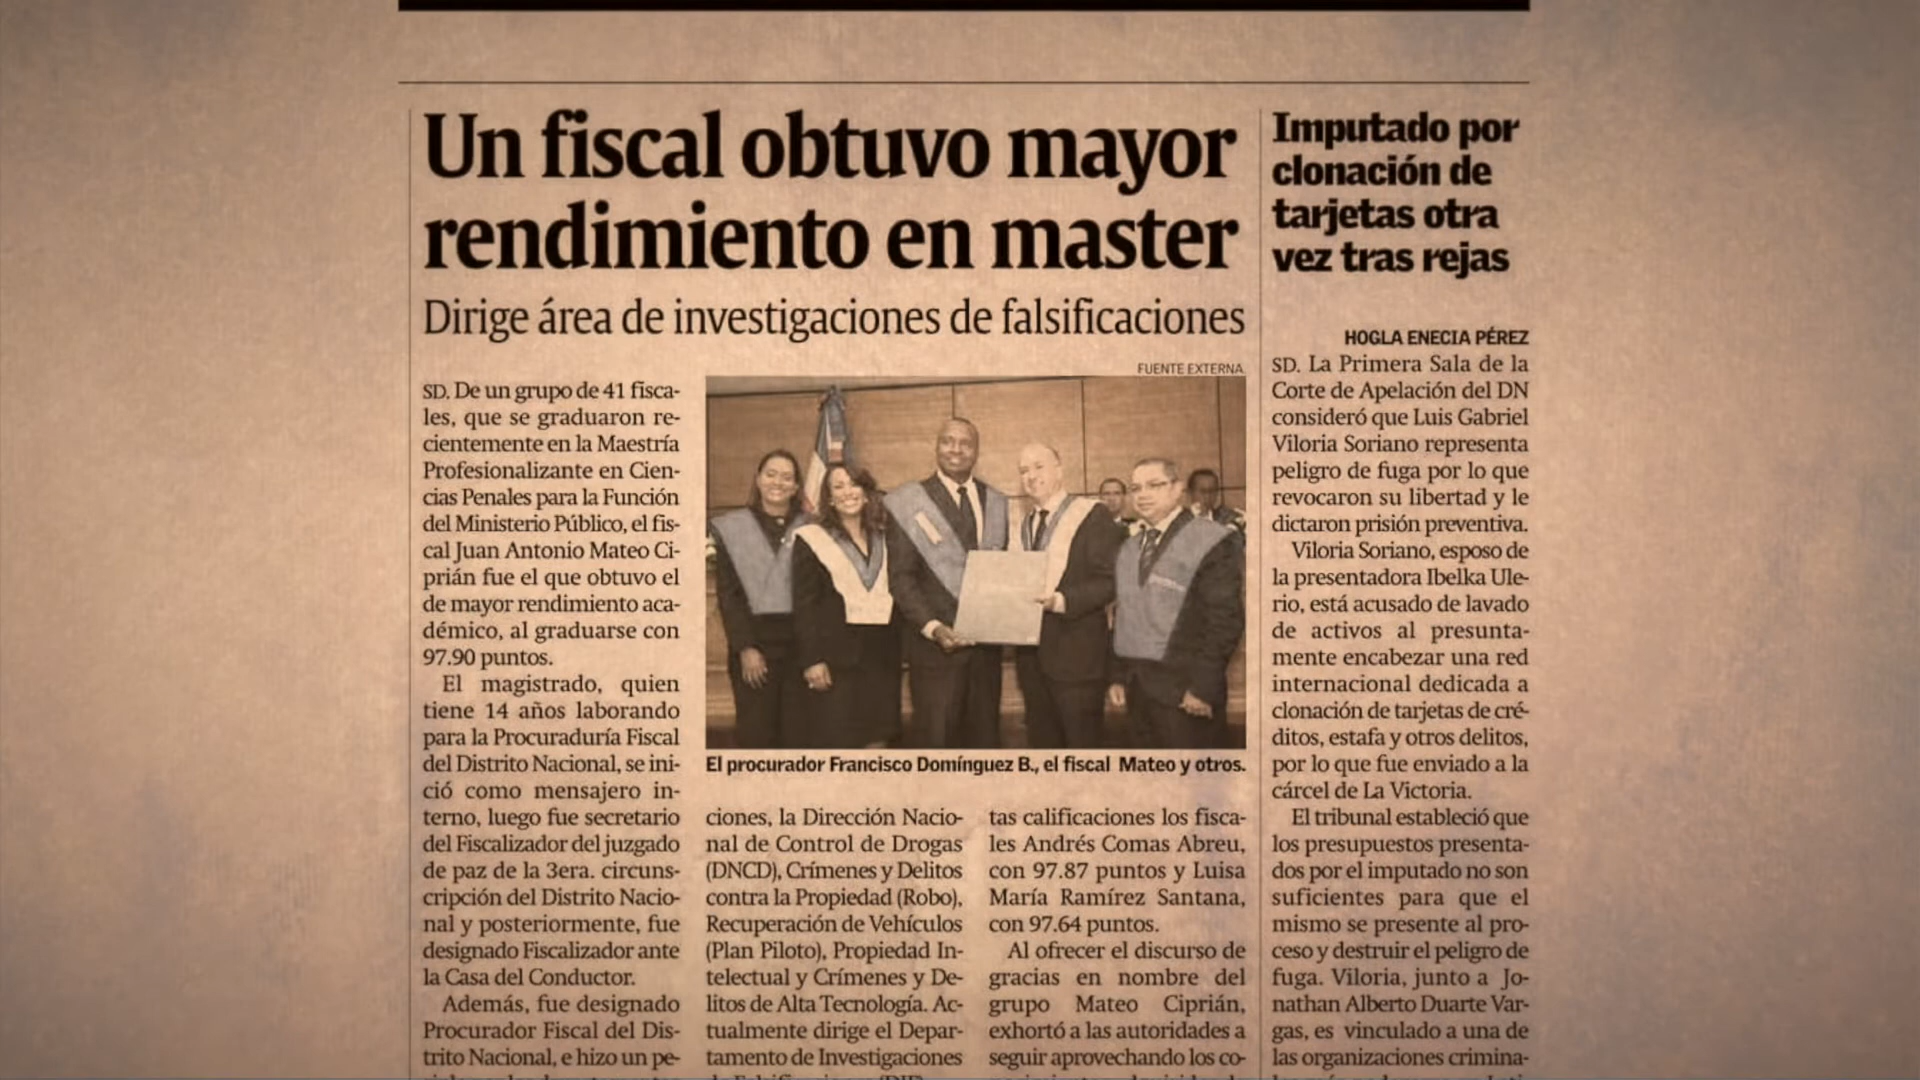 Un fiscal obtuvo mayor
rendimiento en master
Dirige área de investigaciones de falsificaciones
SD. De un grupo de 41 fisca-
les, que se graduaron re-
cientemente en la Maestría
Profesionalizante en Cien-
cias Penales para la Función
del Ministerio Público, el fis-
cal Juan Antonio Mateo Ci-
prián fue el que obtuvo el
de mayor rendimiento aca-
démico, al graduarse con
97.90 puntos.
El magistrado, quien
tiene 14 años laborando
para la Procuraduría Fiscal
del Distrito Nacional, se ini-
ció como mensajero in-
terno, luego fue secretario
del Fiscalizador del juzgado
de paz de la 3era. circuns-
cripción del Distrito Nacio-
nal y posteriormente, fue
designado Fiscalizador ante
la Casa del Conductor.
Además, fue designado
Procurador Fiscal del Dis-
trito Nacional, e hizo un pe-
FUENTE EXTERNA
El procurador Francisco Domínguez B., el fiscal Mateo y otros.
ciones, la Dirección Nacio-
nal de Control de Drogas
(DNCD), Crímenes y Delitos
contra la Propiedad (Robo),
Recuperación de Vehículos
(Plan Piloto), Propiedad In-
telectual y Crímenes y De-
litos de Alta Tecnología. Ac-
tualmente dirige el Depar-
tamento de Investigaciones
tas calificaciones los fisca-
les Andrés Comas Abreu,
con 97.87 puntos y Luisa
María Ramírez Santana,
con 97.64 puntos.
Al ofrecer el discurso de
gracias en nombre del
grupo Mateo Ciprián,
exhortó a las autoridades a
seguir aprovechando los co-
Imputado por
clonación de
tarjetas otra
vez tras rejas
HOGLA ENECIA PÉREZ
SD. La Primera Sala de la
Corte de Apelación del DN
consideró que Luis Gabriel
Viloria Soriano representa
peligro de fuga por lo que
revocaron su libertad y le
dictaron prisión preventiva.
Viloria Soriano, esposo de
la presentadora Ibelka Ule-
rio, está acusado de lavado
de activos al presunta-
mente encabezar una red
internacional dedicada a
clonación de tarjetas de cré-
ditos, estafa y otros delitos,
por lo que fue enviado a la
cárcel de La Victoria.
El tribunal estableció que
los presupuestos presenta-
dos por el imputado no son
suficientes para que el
mismo se presente al pro-
ceso y destruir el peligro de
fuga. Viloria, junto a Jo-
nathan Alberto Duarte Var-
gas, es vinculado a una de
las organizaciones crimina-